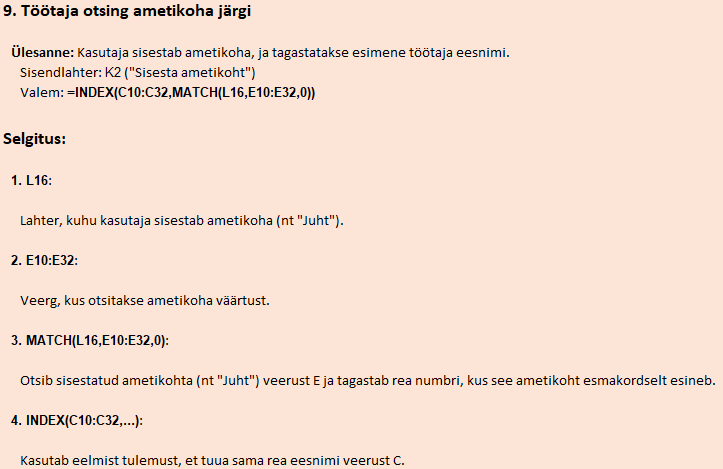 9. Töötaja otsing ametikoha järgi
Ülesanne: Kasutaja sisestab ametikoha, ja tagastatakse esimene töötaja eesnimi.
Sisendlahter: K2 ("Sisesta ametikoht")
Valem: =INDEX(C10:C32,MATCH(L16,E10:E32,0))
Selgitus:
1. L16:
Lahter, kuhu kasutaja sisestab ametikoha (nt "Juht").
2. E10:E32:
Veerg, kus otsitakse ametikoha väärtust.
3. MATCH(L16,E10:E32,0):
Otsib sisestatud ametikohta (nt "Juht") veerust E ja tagastab rea numbri, kus see ametikoht esmakordselt esineb.
4. INDEX(C10:C32,...):
Kasutab eelmist tulemust, et tuua sama rea eesnimi veerust C.